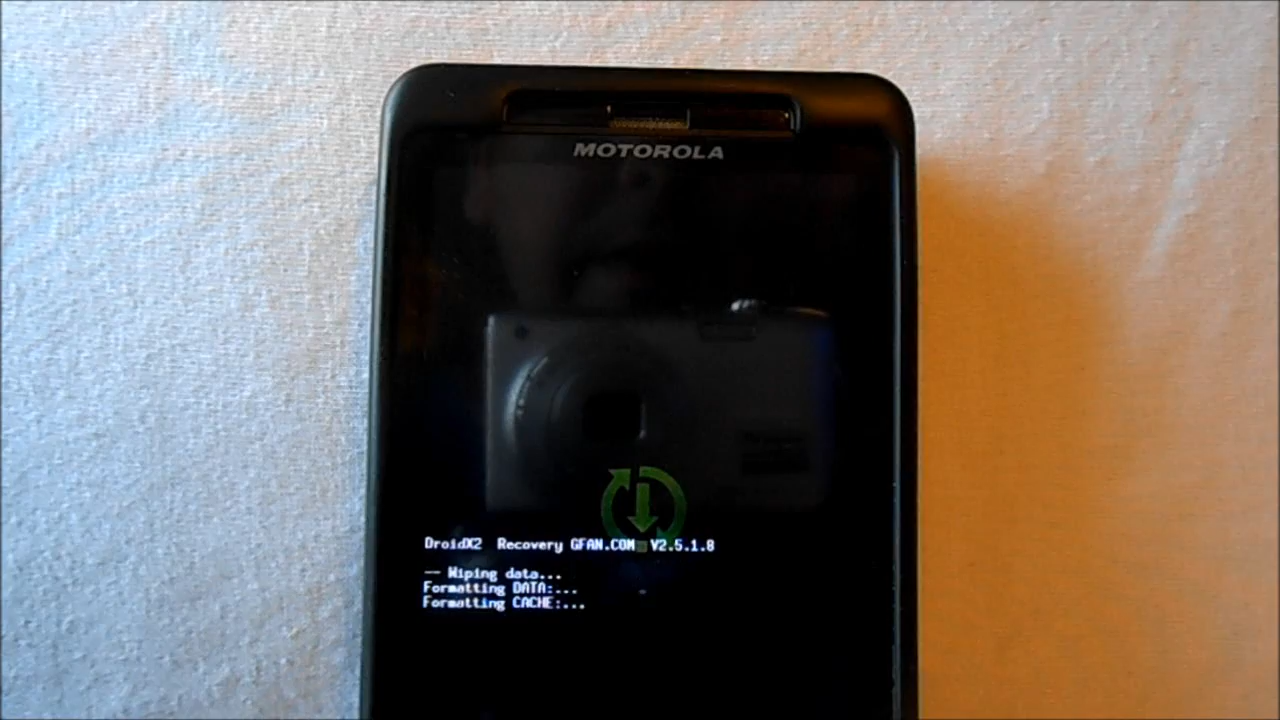 MOTOROLA
DroidX2 Recovery GFAN.COM V2.5.1.8
-- Wiping data...
Formatting DATA:...
Formatting CACHE:...